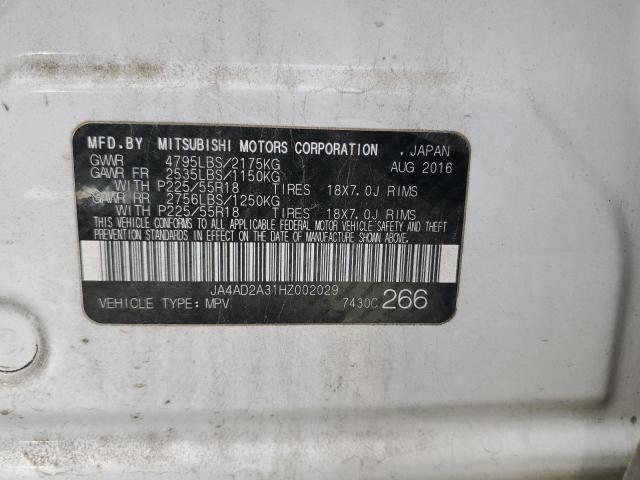 MFD.BY MITSUBISHI MOTORS CORPORATION . JAPAN
GVWR 4795LBS/2175KG AUG 2016
GAWR FR 2535LBS/1150KG
WITH P225/55R18 TIRES 18X7.0J RIMS
GAWR RR 2756LBS/1250KG
WITH P225/55R18 TIRES 18X7.0J RIMS
THIS VEHICLE CONFORMS TO ALL APPLICABLE FEDERAL MOTOR VEHICLE SAFETY AND THEFT
PREVENTION STANDARDS IN EFFECT ON THE DATE OF MANUFACTURE SHOWN ABOVE.
JA4AD2A31HZ002029
VEHICLE TYPE:MPV 7430C 266